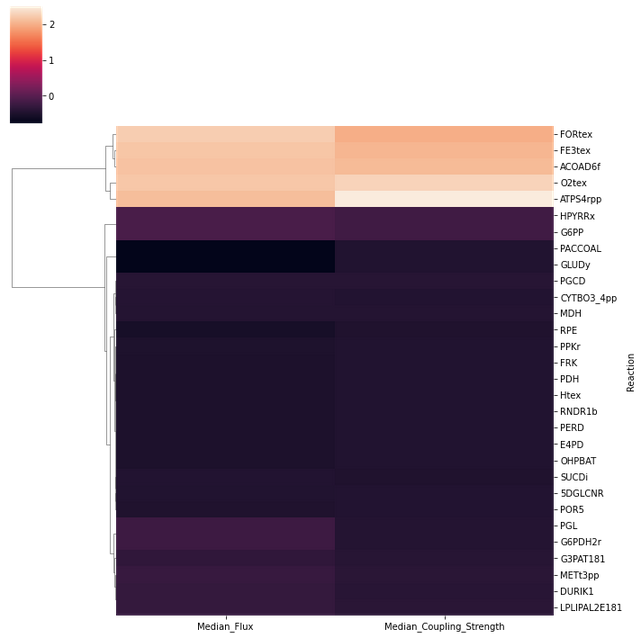 2
1
0
FORtex
FE3tex
ACOAD6f
O2tex
ATPS4rpp
HPYRRx
G6PP
PACCOAL
GLUDy
PGCD
CYTBO3_4pp
MDH
RPE
PPKr
FRK
PDH
Htex
RNDR1b
PERD
E4PD
OHPBAT
SUCDi
5DGLCNR
POR5
PGL
G6PDH2r
G3PAT181
METt3pp
DURIK1
LPLIPAL2E181
Reaction
Median_Flux
Median_Coupling_Strength